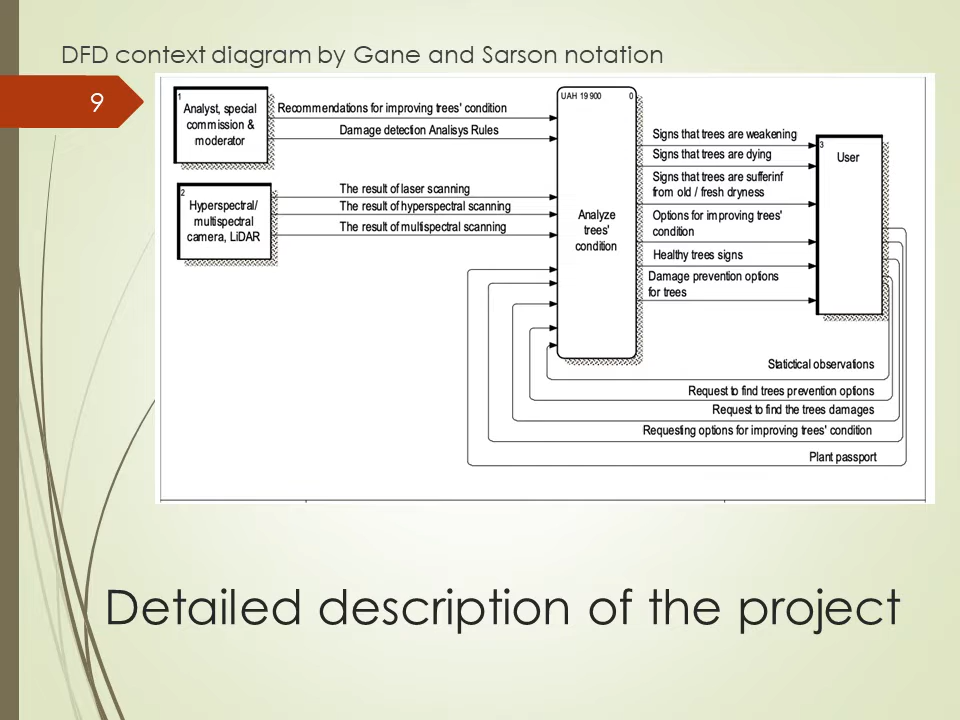 DFD context diagram by Gane and Sarson notation
9
1
Analyst, special
commission &
moderator
Recommendations for improving trees' condition
Damage detection Analisys Rules
2
Hyperspectral/
multispectral
camera, LiDAR
The result of laser scanning
The result of hyperspectral scanning
The result of multispectral scanning
UAH 19 900 0
Analyze
trees'
condition
Signs that trees are weakening
Signs that trees are dying
Signs that trees are sufferinf
from old / fresh dryness
Options for improving trees'
condition
Healthy trees signs
Damage prevention options
for trees
3
User
Statictical observations
Request to find trees prevention options
Request to find the trees damages
Requesting options for improving trees' condition
Plant passport
Detailed description of the project